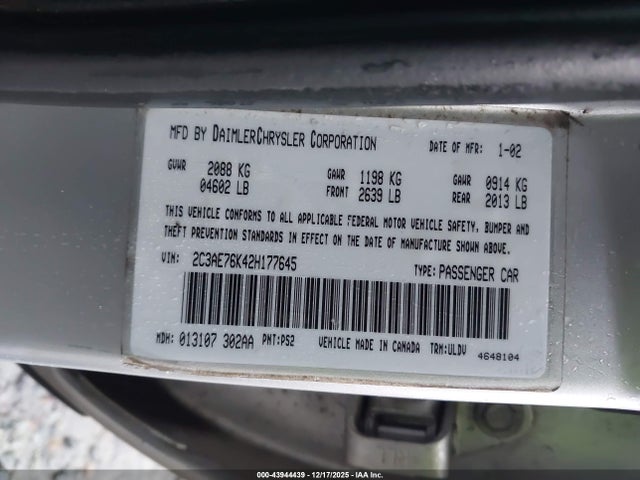 MFD BY DAIMLERCHRYSLER CORPORATION DATE OF MFR: 1-02
GVWR 2088 KG 04602 LB GAWR FRONT 1198 KG 2639 LB GAWR REAR 0914 KG 2013 LB
THIS VEHICLE CONFORMS TO ALL APPLICABLE FEDERAL MOTOR VEHICLE SAFETY, BUMPER AND
THEFT PREVENTION STANDARDS IN EFFECT ON THE DATE OF MANUFACTURE SHOWN ABOVE.
VIN: 2C3AE76K42H177645 TYPE: PASSENGER CAR
MDH: 013107 302AA PNT: PS2 VEHICLE MADE IN CANADA TRM: ULDV 4648104
000-43944439 | 12/17/2025 - IAA Inc.